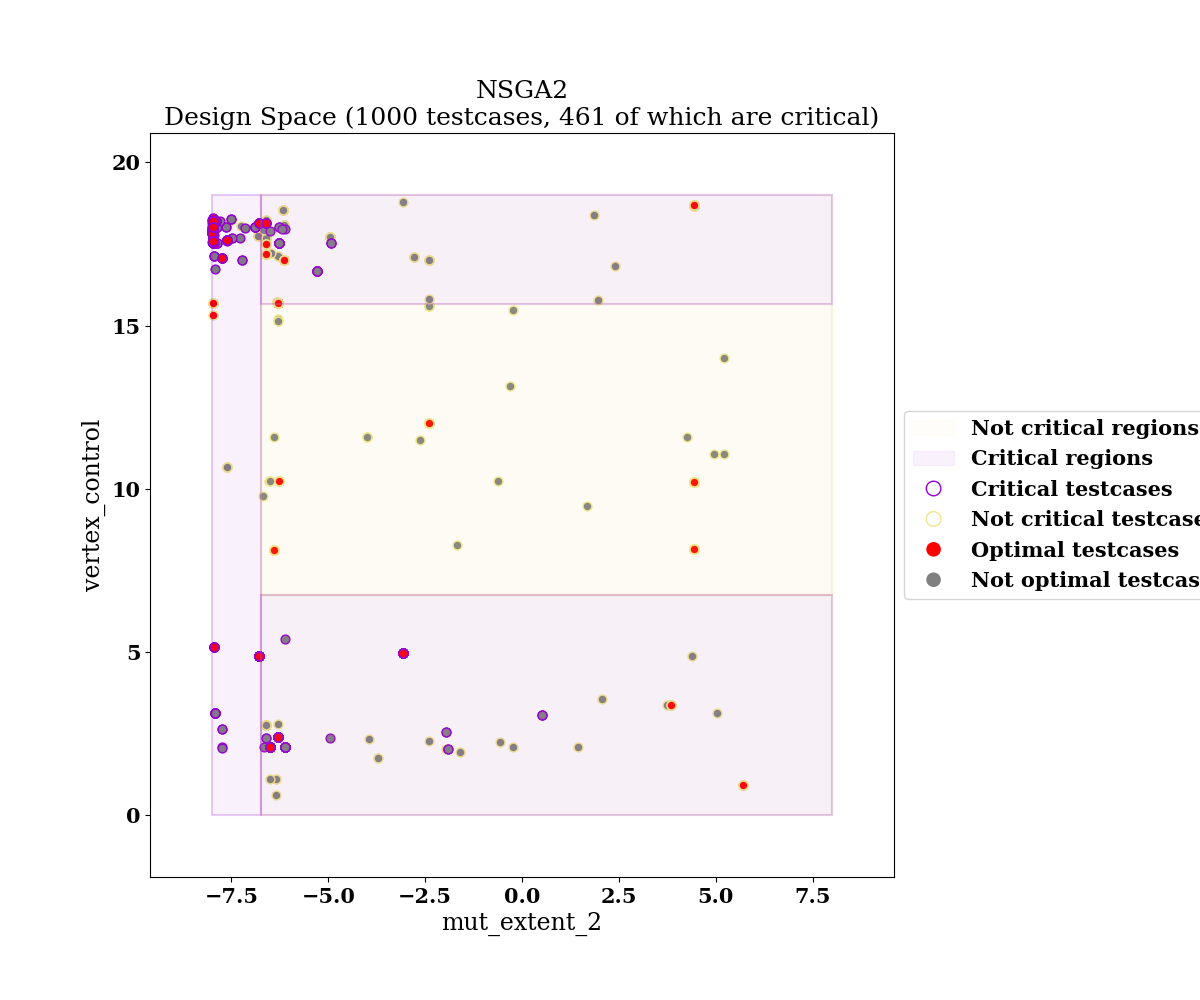 NSGA2
Design Space (1000 testcases, 461 of which are critical)
20
15
10
5
0
vertex_control
−7.5 −5.0 −2.5 0.0 2.5 5.0 7.5
mut_extent_2
Not critical regions
Critical regions
Critical testcases
Not critical testcase
Optimal testcases
Not optimal testcas